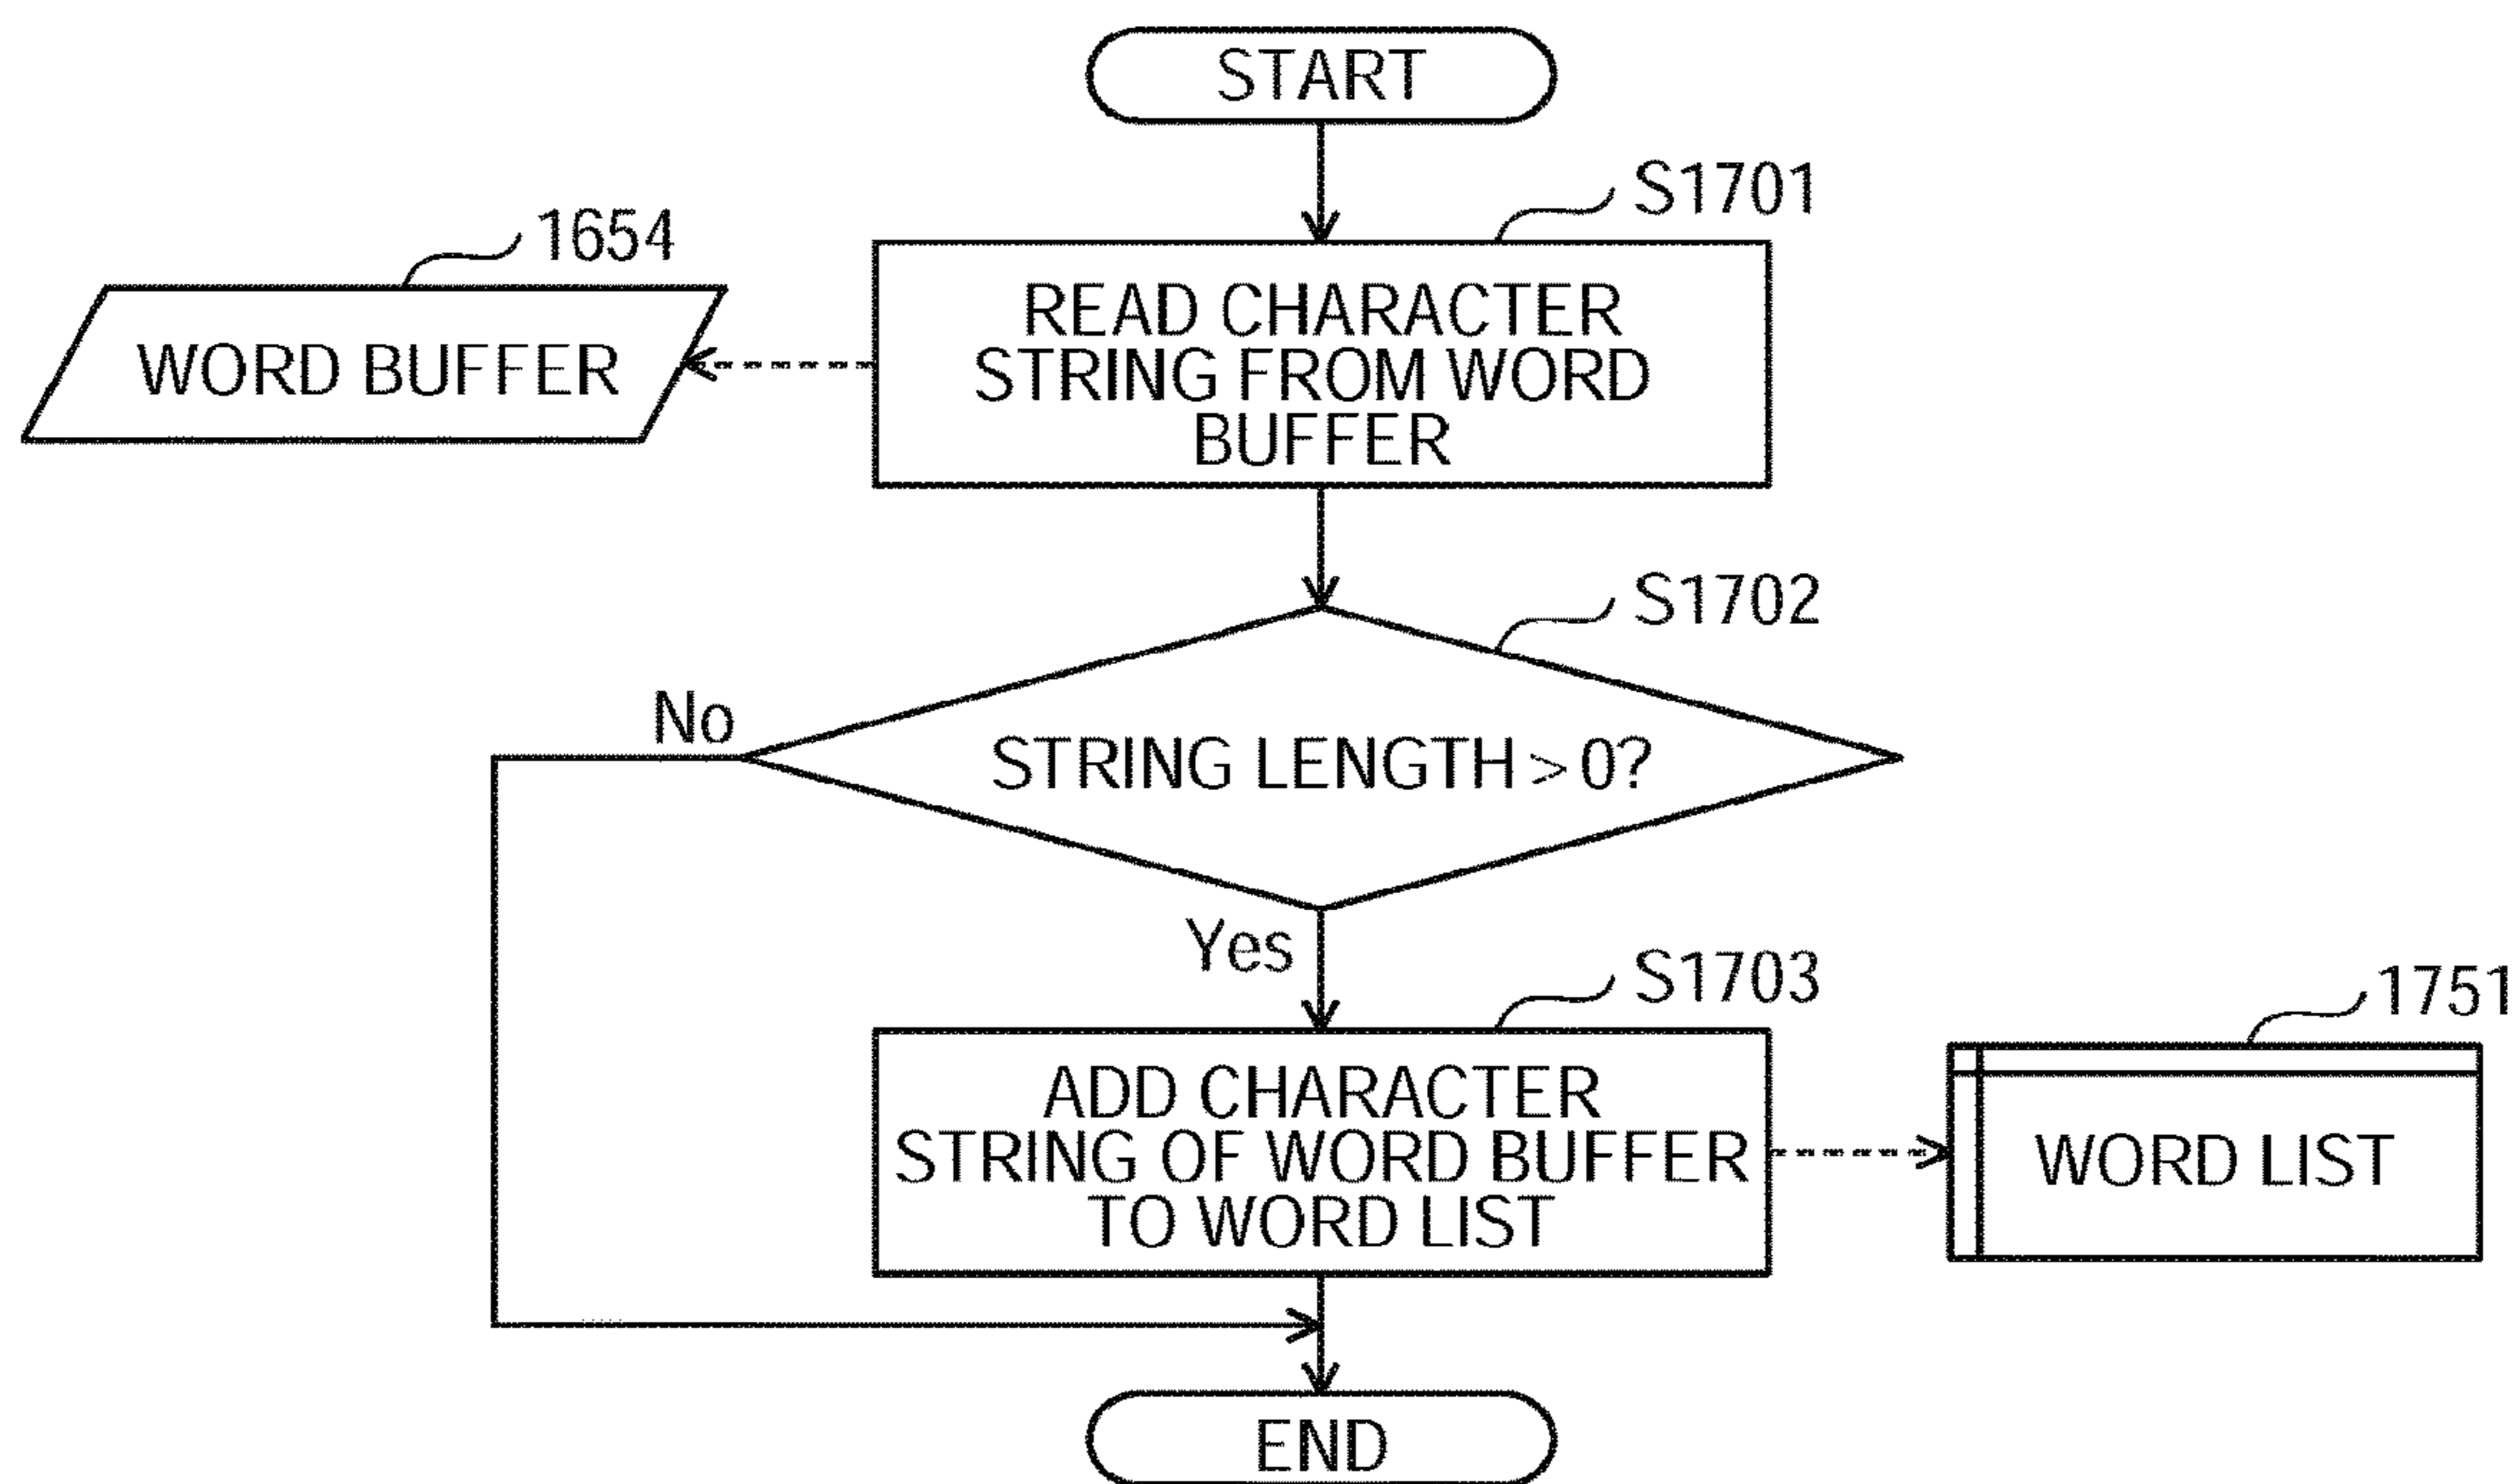 START
S1701
1654
READ CHARACTER
STRING FROM WORD
BUFFER
WORD BUFFER
S1702
No
STRING LENGTH > 0?
Yes
S1703
1751
ADD CHARACTER
STRING OF WORD BUFFER
TO WORD LIST
WORD LIST
END